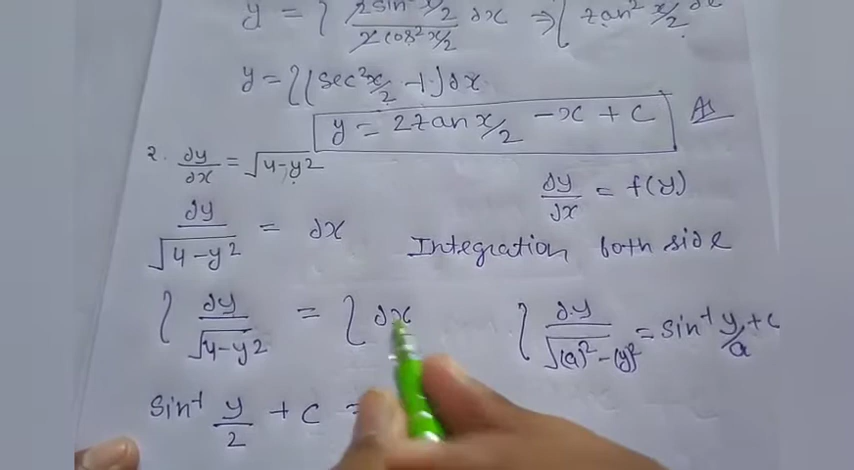 y = ∫ 2sin² x/2 / 2cos² x/2 dx ⇒ ∫ tan² x/2 dx
y = ∫(sec² x/2 - 1) dx
y = 2tan x/2 - x + c Ans
2. dy/dx = √4-y²
dy/dx = f(y)
dy/√4-y² = dx
Integration both side
∫ dy/√4-y² = ∫ dx
∫ dy/√(a)²-(y)² = sin⁻¹ y/a + c
sin⁻¹ y/2 + c =